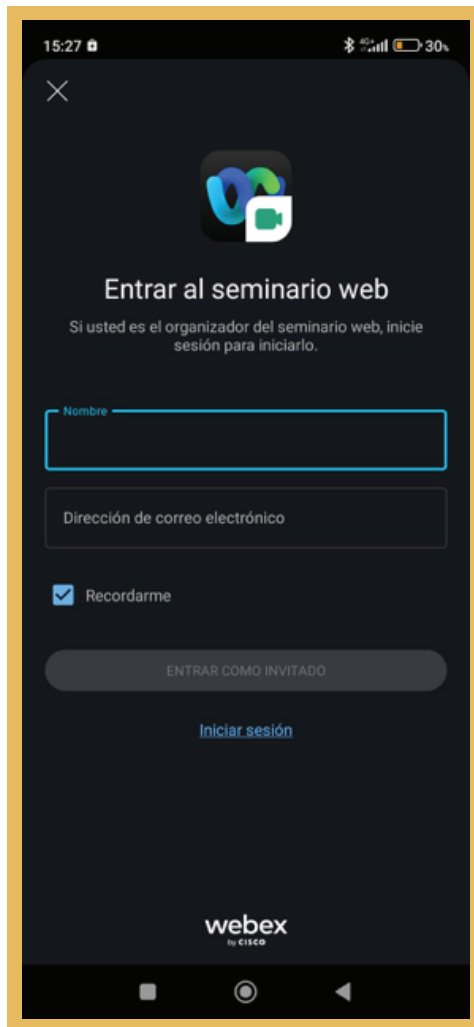 15:27 4G+ 30%
Entrar al seminario web
Si usted es el organizador del seminario web, inicie
sesión para iniciarlo.
Nombre
Dirección de correo electrónico
Recordarme
ENTRAR COMO INVITADO
Iniciar sesión
webex
by CISCO